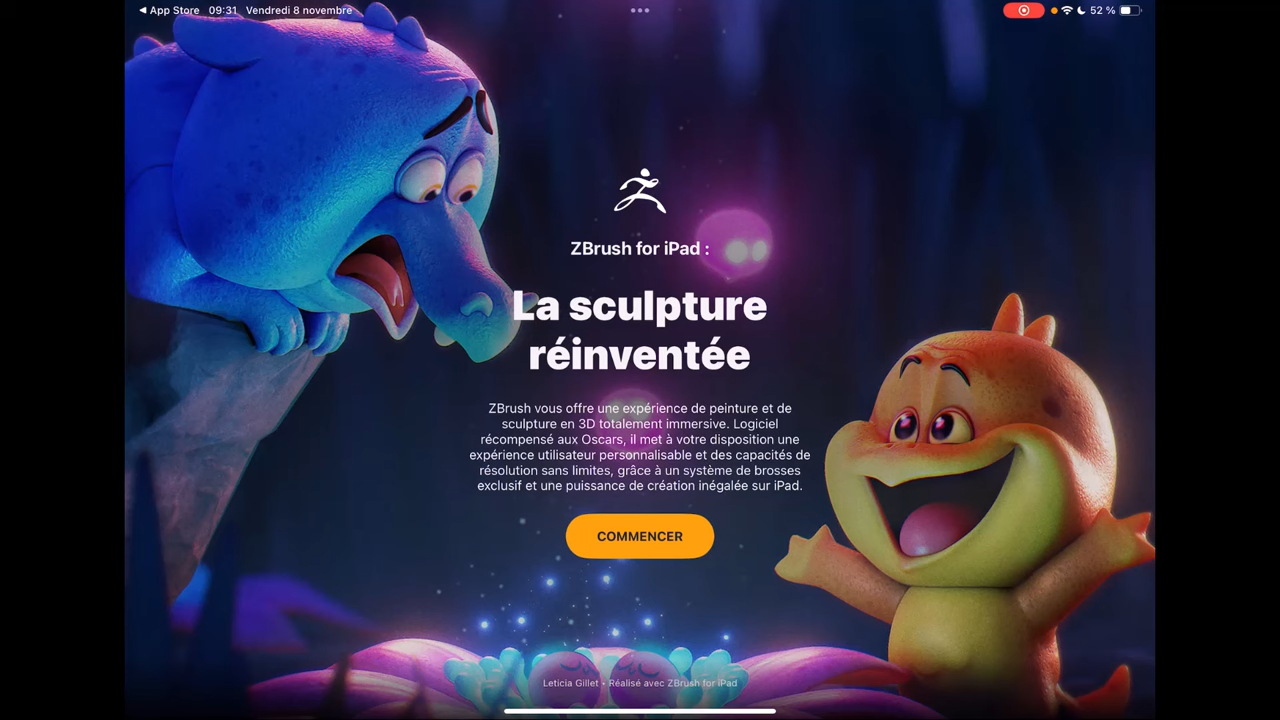 ◀ App Store 09:31 Vendredi 8 novembre 52 %
ZBrush for iPad :
La sculpture
réinventée
ZBrush vous offre une expérience de peinture et de
sculpture en 3D totalement immersive. Logiciel
récompensé aux Oscars, il met à votre disposition une
expérience utilisateur personnalisable et des capacités de
résolution sans limites, grâce à un système de brosses
exclusif et une puissance de création inégalée sur iPad.
COMMENCER
Leticia Gillet • Réalisé avec ZBrush for iPad